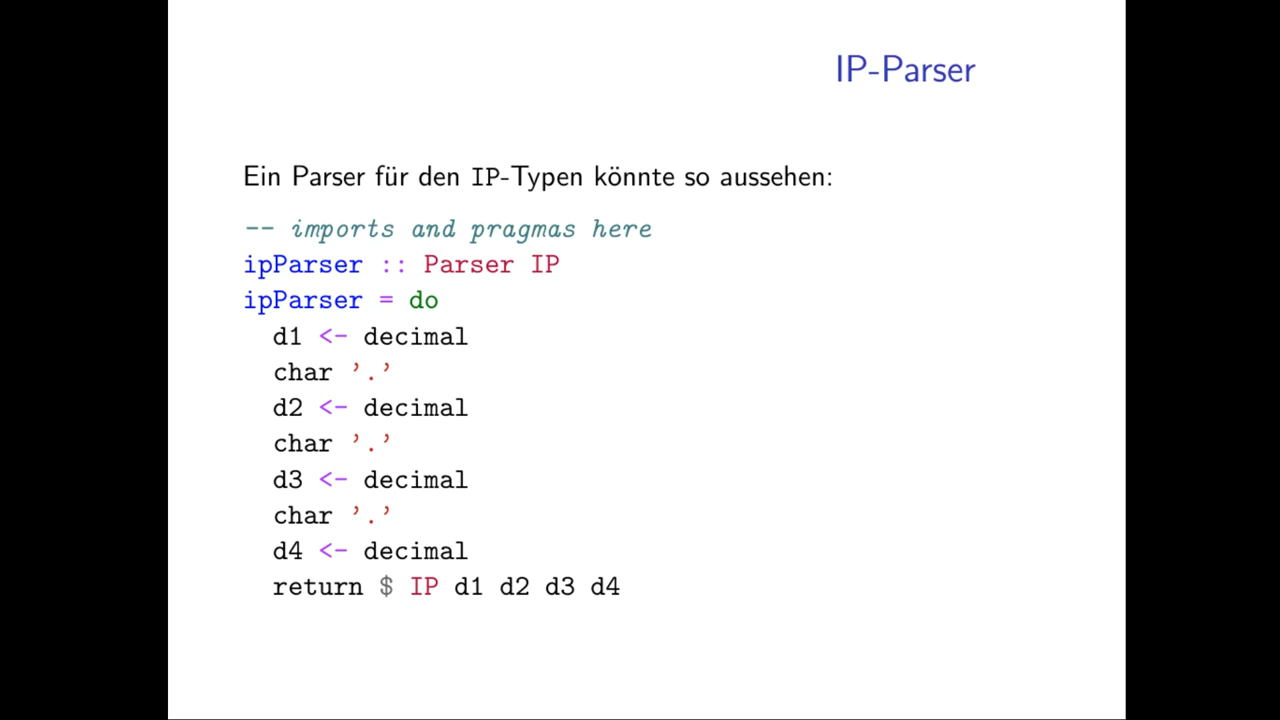 IP-Parser
Ein Parser für den IP-Typen könnte so aussehen:
-- imports and pragmas here
ipParser :: Parser IP
ipParser = do
  d1 <- decimal
  char '.'
  d2 <- decimal
  char '.'
  d3 <- decimal
  char '.'
  d4 <- decimal
  return $ IP d1 d2 d3 d4